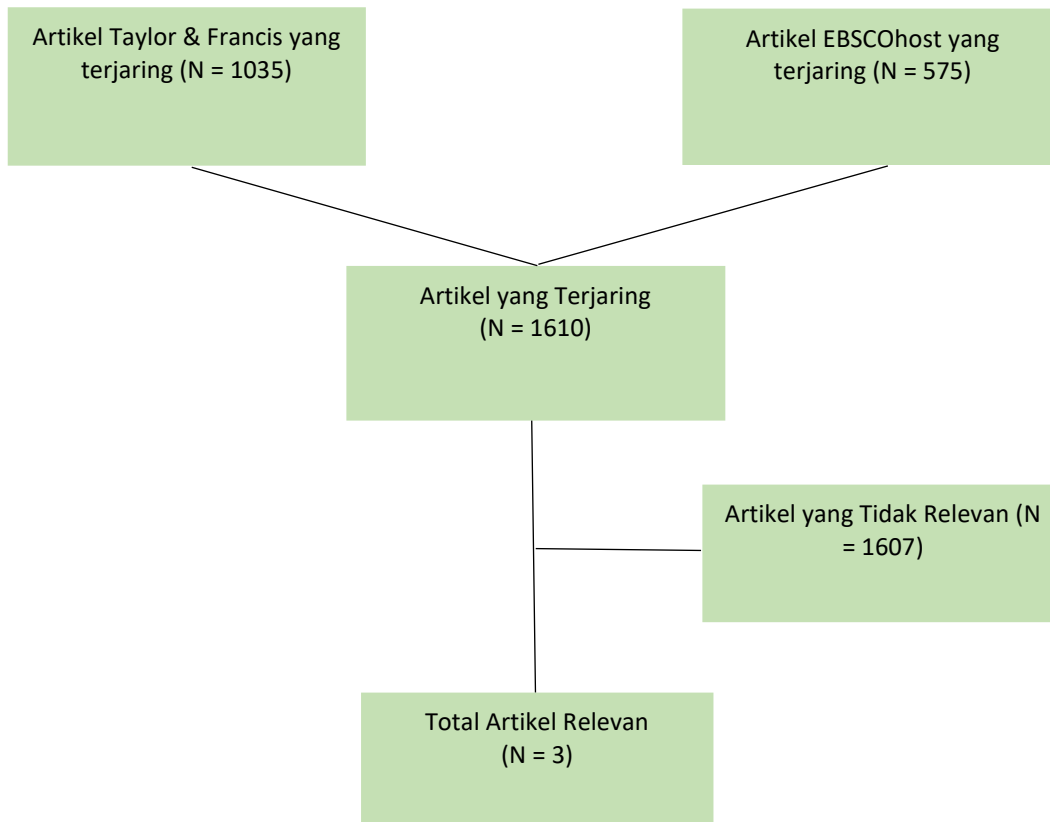 Artikel Taylor & Francis yang
terjaring (N = 1035)
Artikel EBSCOhost yang
terjaring (N = 575)
Artikel yang Terjaring
(N = 1610)
Artikel yang Tidak Relevan (N
= 1607)
Total Artikel Relevan
(N = 3)